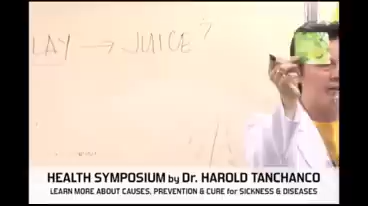 LAY → JUICE ?
HEALTH SYMPOSIUM by Dr. HAROLD TANCHANCO
LEARN MORE ABOUT CAUSES, PREVENTION & CURE for SICKNESS & DISEASES